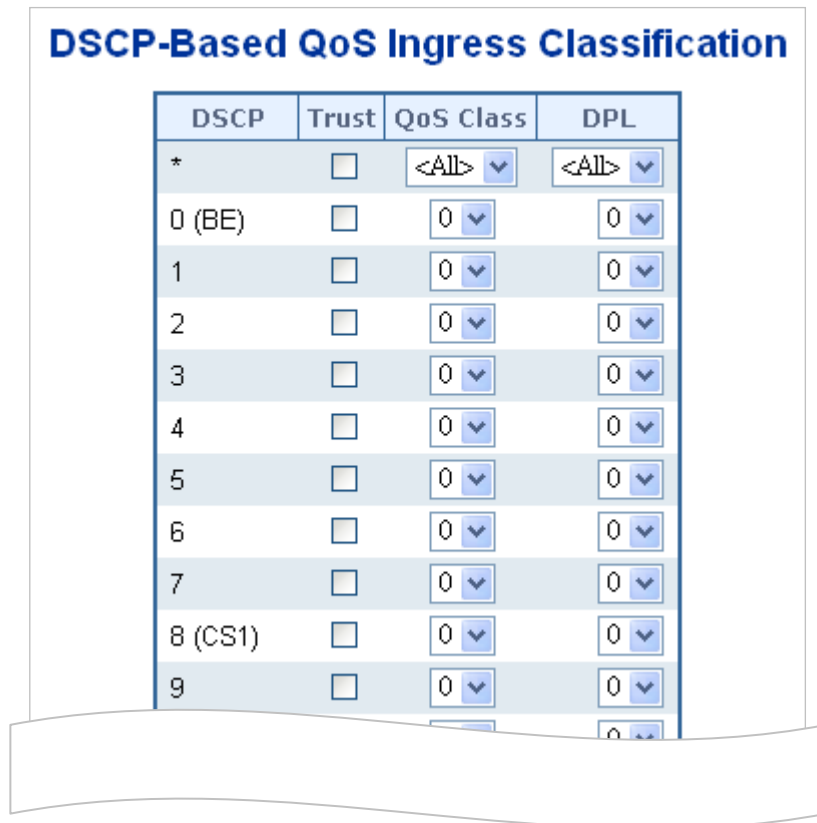 DSCP-Based QoS Ingress Classification
DSCP Trust QoS Class DPL
* <All> <All>
0 (BE) 0 0
1 0 0
2 0 0
3 0 0
4 0 0
5 0 0
6 0 0
7 0 0
8 (CS1) 0 0
9 0 0